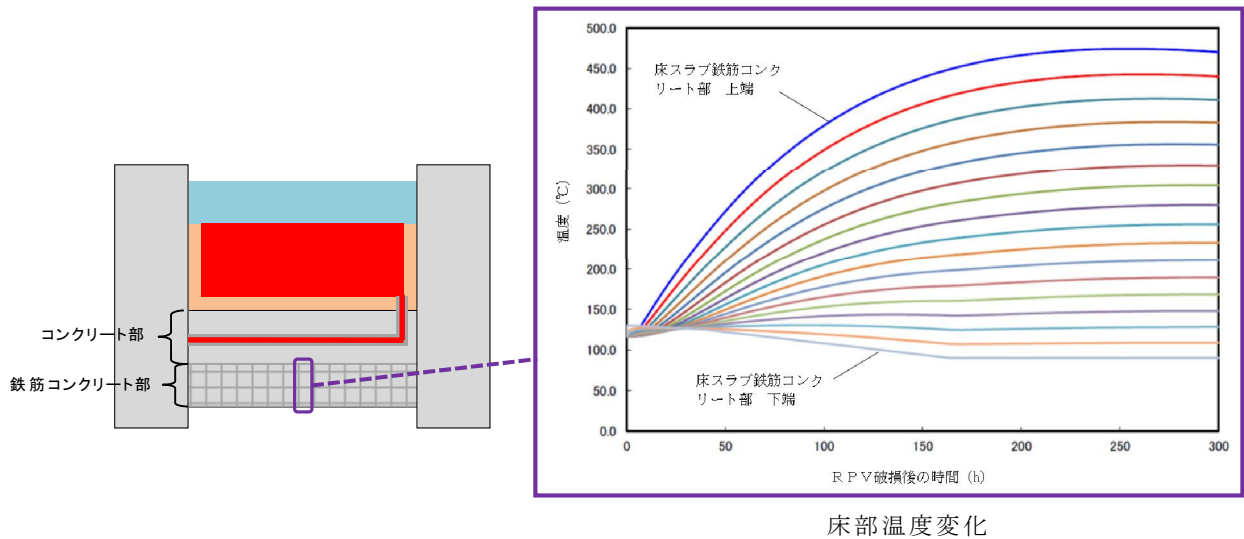 コンクリート部
鉄筋コンクリート部
500.0
450.0
400.0
350.0
300.0
250.0
200.0
150.0
100.0
50.0
0.0
温度 (℃)
床スラブ鉄筋コンク
リート部 上端
床スラブ鉄筋コンク
リート部 下端
0 50 100 150 200 250 300
RPV破損後の時間 (h)
床部温度変化